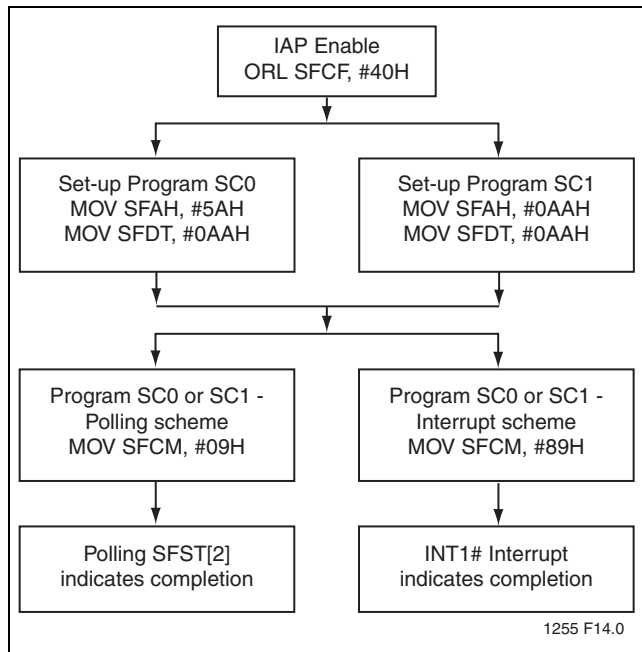 IAP Enable
ORL SFCF, #40H
Set-up Program SC0
MOV SFAH, #5AH
MOV SFDT, #0AAH
Set-up Program SC1
MOV SFAH, #0AAH
MOV SFDT, #0AAH
Program SC0 or SC1 -
Polling scheme
MOV SFCM, #09H
Program SC0 or SC1 -
Interrupt scheme
MOV SFCM, #89H
Polling SFST[2]
indicates completion
INT1# Interrupt
indicates completion
1255 F14.0